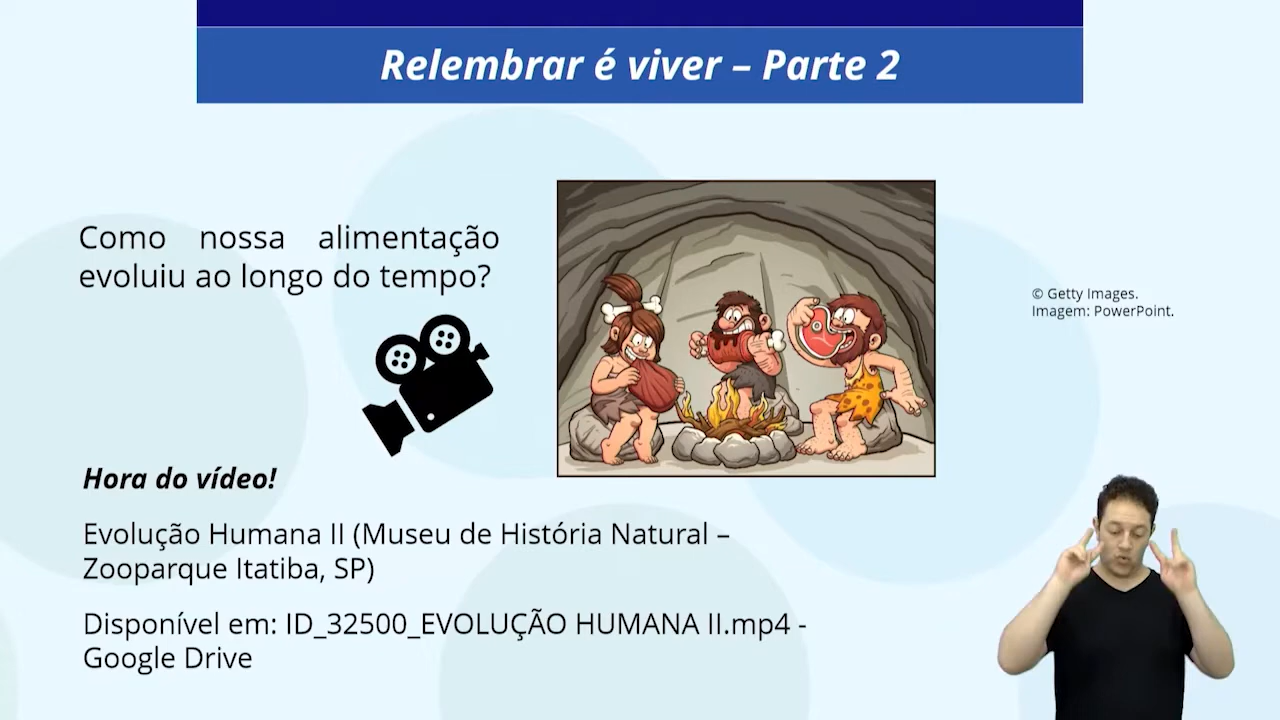 Relembrar é viver – Parte 2
Como nossa alimentação
evoluiu ao longo do tempo?
© Getty Images.
Imagem: PowerPoint.
Hora do vídeo!
Evolução Humana II (Museu de História Natural –
Zooparque Itatiba, SP)
Disponível em: ID_32500_EVOLUÇÃO HUMANA II.mp4 -
Google Drive